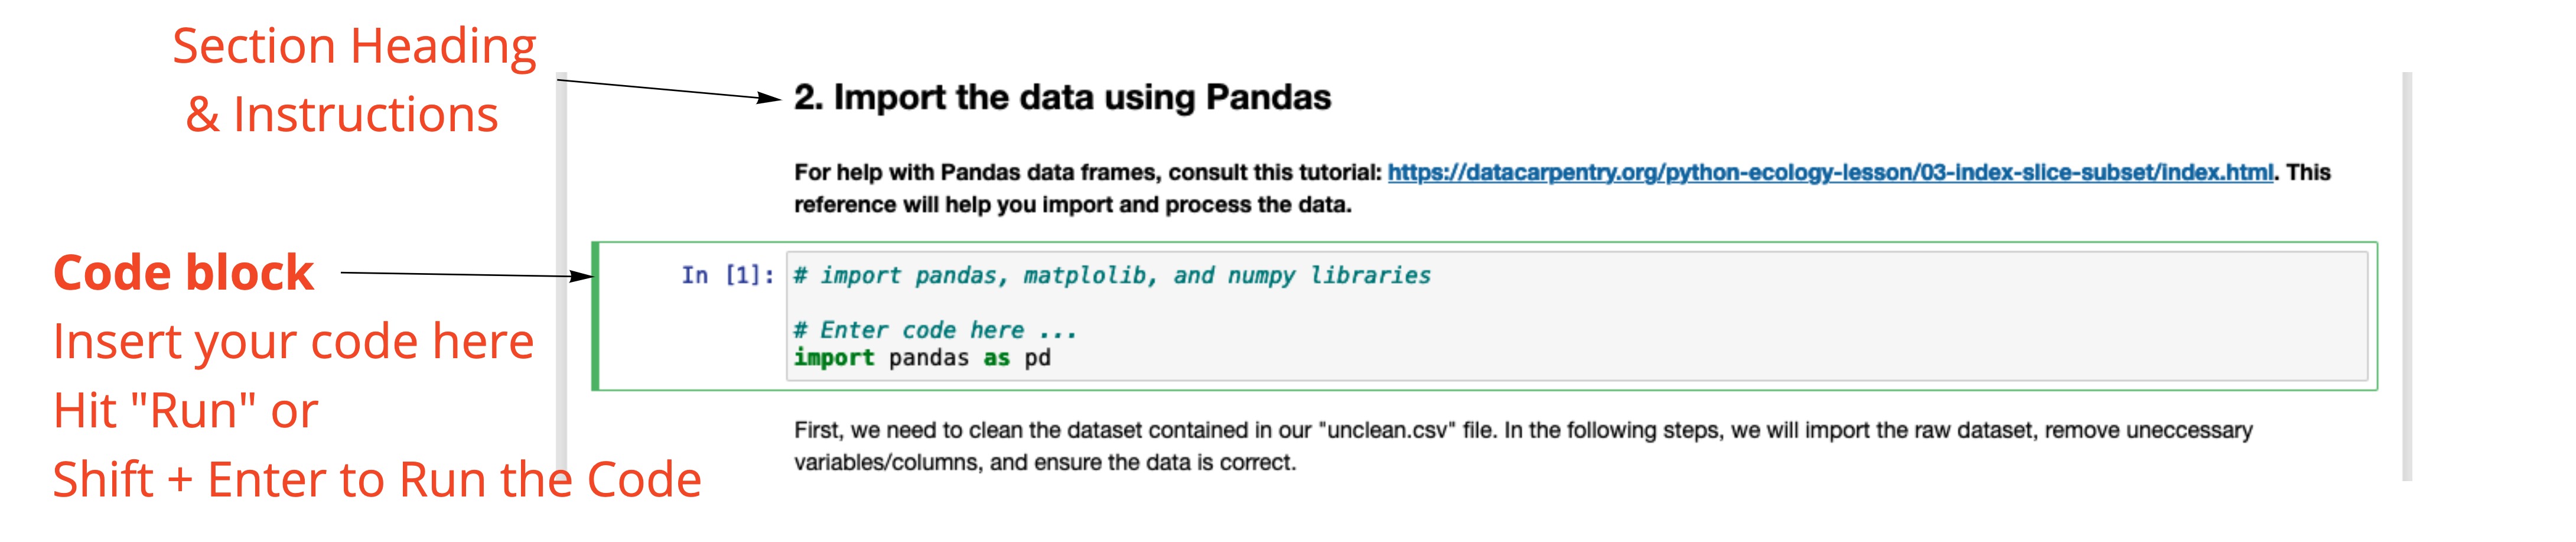 Section Heading
& Instructions
2. Import the data using Pandas
For help with Pandas data frames, consult this tutorial: https://datacarpentry.org/python-ecology-lesson/03-index-slice-subset/index.html. This
reference will help you import and process the data.
Code block
Insert your code here
Hit "Run" or
Shift + Enter to Run the Code
In [1]: # import pandas, matplolib, and numpy libraries
# Enter code here ...
import pandas as pd
First, we need to clean the dataset contained in our "unclean.csv" file. In the following steps, we will import the raw dataset, remove uneccessary
variables/columns, and ensure the data is correct.